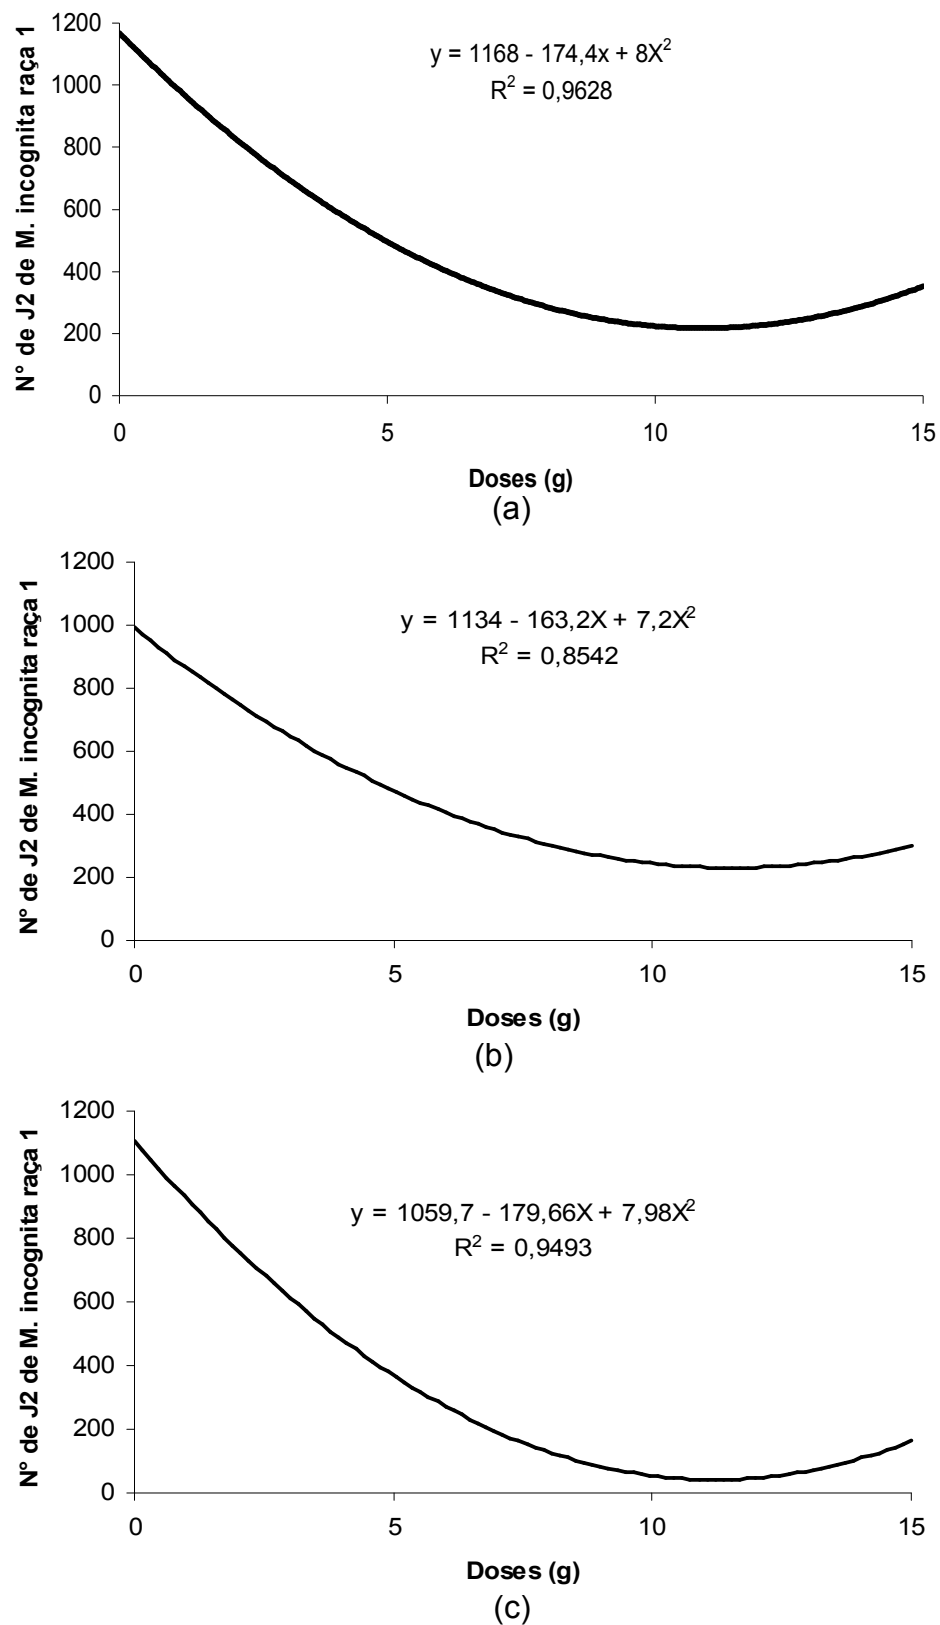 N° de J2 de M. incognita raça 1
1200
1000
800
600
400
200
0
y = 1168 - 174,4x + 8X²
R² = 0,9628
0 5 10 15
Doses (g)
(a)
N° de J2 de M. incognita raça 1
1200
1000
800
600
400
200
0
y = 1134 - 163,2X + 7,2X²
R² = 0,8542
0 5 10 15
Doses (g)
(b)
N° de J2 de M. incognita raça 1
1200
1000
800
600
400
200
0
y = 1059,7 - 179,66X + 7,98X²
R² = 0,9493
0 5 10 15
Doses (g)
(c)